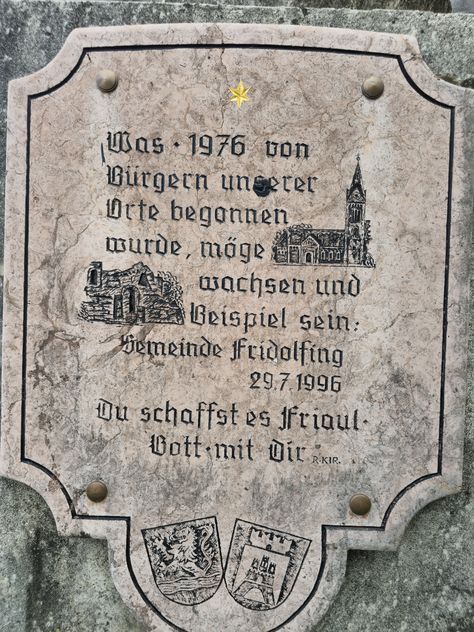 Was · 1976 von
Bürgern unserer
Orte begonnen
wurde, möge
wachsen und
Beispiel sein:
Gemeinde Fridolfing
29.7.1996
Du schaffst es Friaul·
Gott·mit Dir
R.KIR.